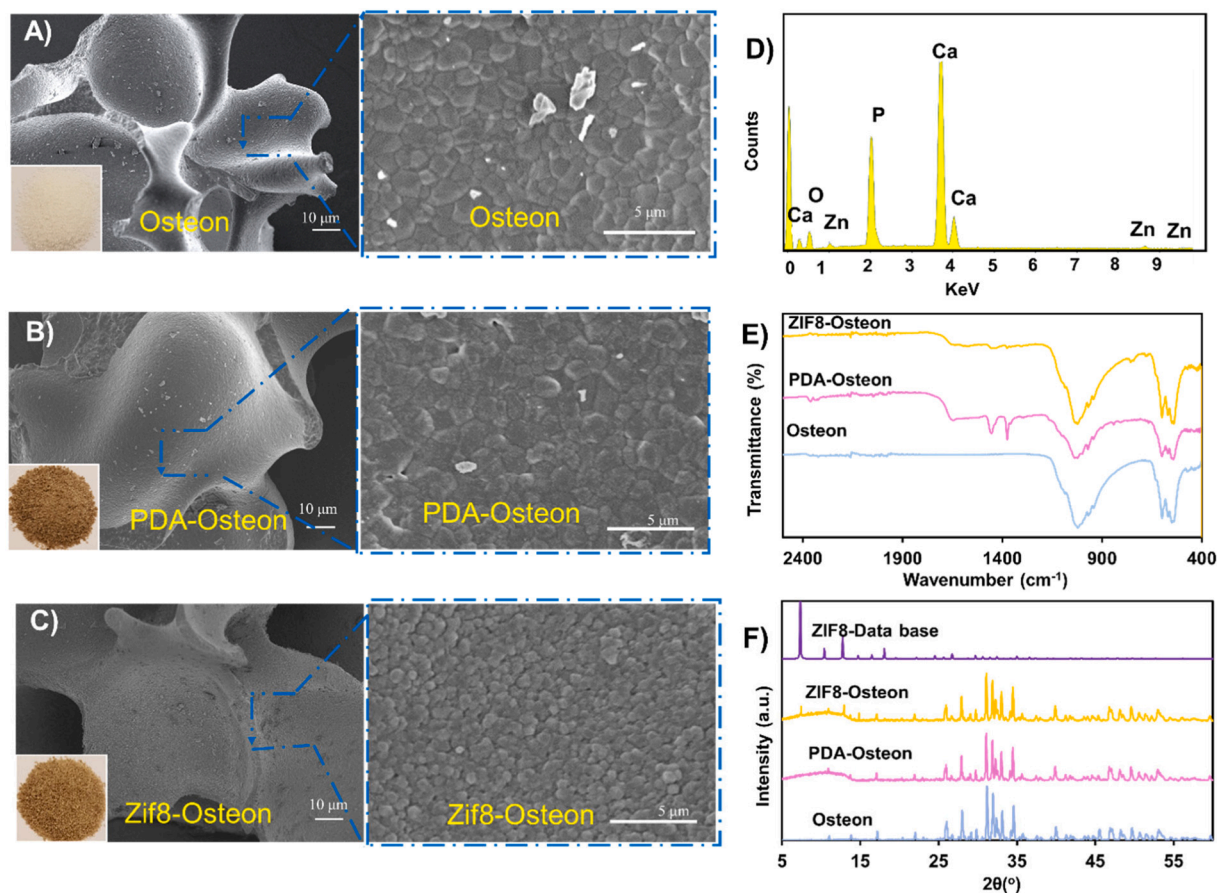 A)
Osteon
10 μm
Osteon
5 μm
B)
PDA-Osteon
10 μm
PDA-Osteon
5 μm
C)
Zif8-Osteon
10 μm
Zif8-Osteon
5 μm
D)
Counts
Ca
O
Zn
P
Ca
Ca
Zn
Zn
0 1 2 3 4 5 6 7 8 9
KeV
E)
Transmittance (%)
ZIF8-Osteon
PDA-Osteon
Osteon
2400 1900 1400 900 400
Wavenumber (cm⁻¹)
F)
Intensity (a.u.)
ZIF8-Data base
ZIF8-Osteon
PDA-Osteon
Osteon
5 15 25 35 45 55
2θ(°)